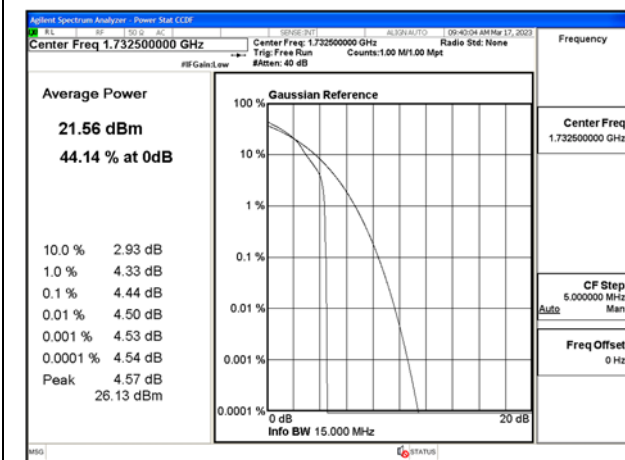 Agilent Spectrum Analyzer - Power Stat CCDF
RL RF 50 Ω AC SENSE:INT ALIGN AUTO 09:40:04 AM Mar 17, 2023
Center Freq 1.732500000 GHz
Center Freq: 1.732500000 GHz Radio Std: None
Trig: Free Run Counts:1.00 M/1.00 Mpt
#IFGain:Low #Atten: 40 dB
Frequency
Average Power
21.56 dBm
44.14 % at 0dB
10.0 % 2.93 dB
1.0 % 4.33 dB
0.1 % 4.44 dB
0.01 % 4.50 dB
0.001 % 4.53 dB
0.0001 % 4.54 dB
Peak 4.57 dB
26.13 dBm
Gaussian Reference
100 %
10 %
1 %
0.1 %
0.01 %
0.001 %
0.0001 %
0 dB 20 dB
Info BW 15.000 MHz
Center Freq
1.732500000 GHz
CF Step
5.000000 MHz
Auto Man
Freq Offset
0 Hz
MSG STATUS